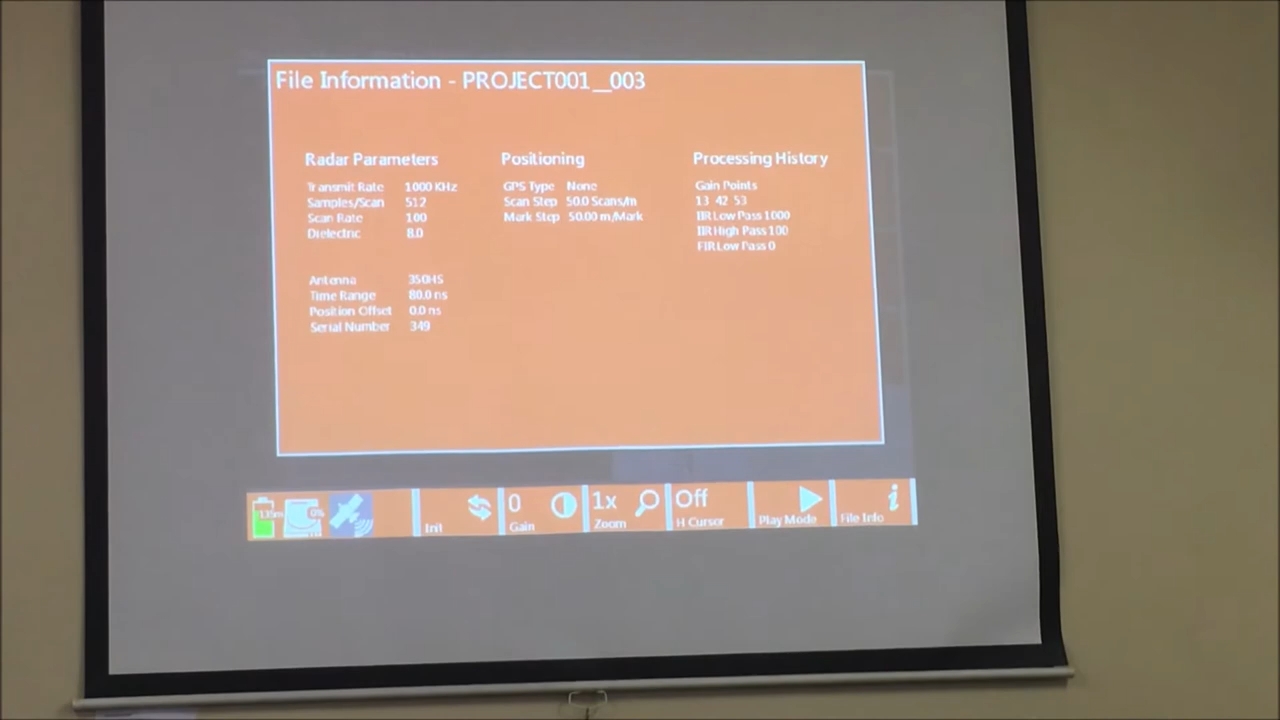 File Information - PROJECT001__003
Radar Parameters
Transmit Rate 1000 KHz
Samples/Scan 512
Scan Rate 100
Dielectric 8.0
Antenna 350HS
Time Range 80.0 ns
Position Offset 0.0 ns
Serial Number 349
Positioning
GPS Type None
Scan Step 50.0 Scans/m
Mark Step 50.00 m/Mark
Processing History
Gain Points
13 42 53
IIR Low Pass 1000
IIR High Pass 100
FIR Low Pass 0
135m 0%
Init
0
Gain
1x
Zoom
Off
H Cursor
Play Mode
i
File Info